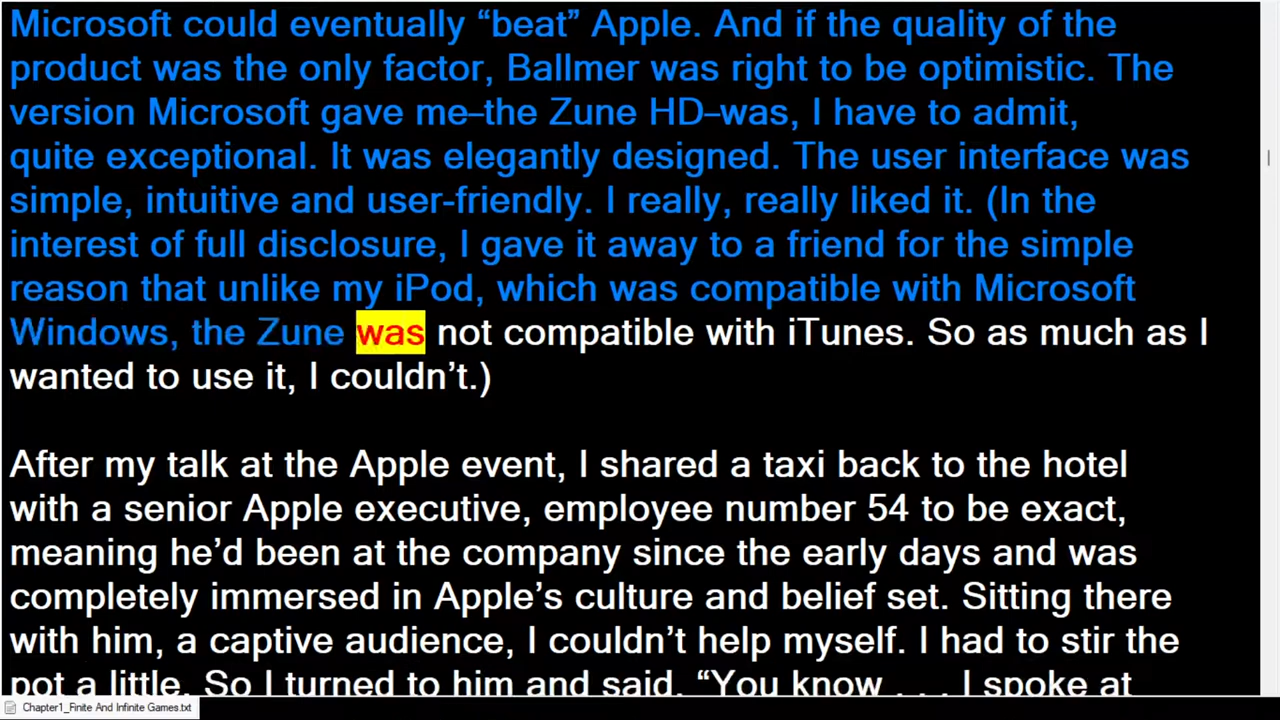 Microsoft could eventually “beat” Apple. And if the quality of the
product was the only factor, Ballmer was right to be optimistic. The
version Microsoft gave me–the Zune HD–was, I have to admit,
quite exceptional. It was elegantly designed. The user interface was
simple, intuitive and user-friendly. I really, really liked it. (In the
interest of full disclosure, I gave it away to a friend for the simple
reason that unlike my iPod, which was compatible with Microsoft
Windows, the Zune was not compatible with iTunes. So as much as I
wanted to use it, I couldn’t.)
After my talk at the Apple event, I shared a taxi back to the hotel
with a senior Apple executive, employee number 54 to be exact,
meaning he’d been at the company since the early days and was
completely immersed in Apple’s culture and belief set. Sitting there
with him, a captive audience, I couldn’t help myself. I had to stir the
pot a little. So I turned to him and said, “You know . . . I spoke at
Chapter1_Finite And Infinite Games.txt